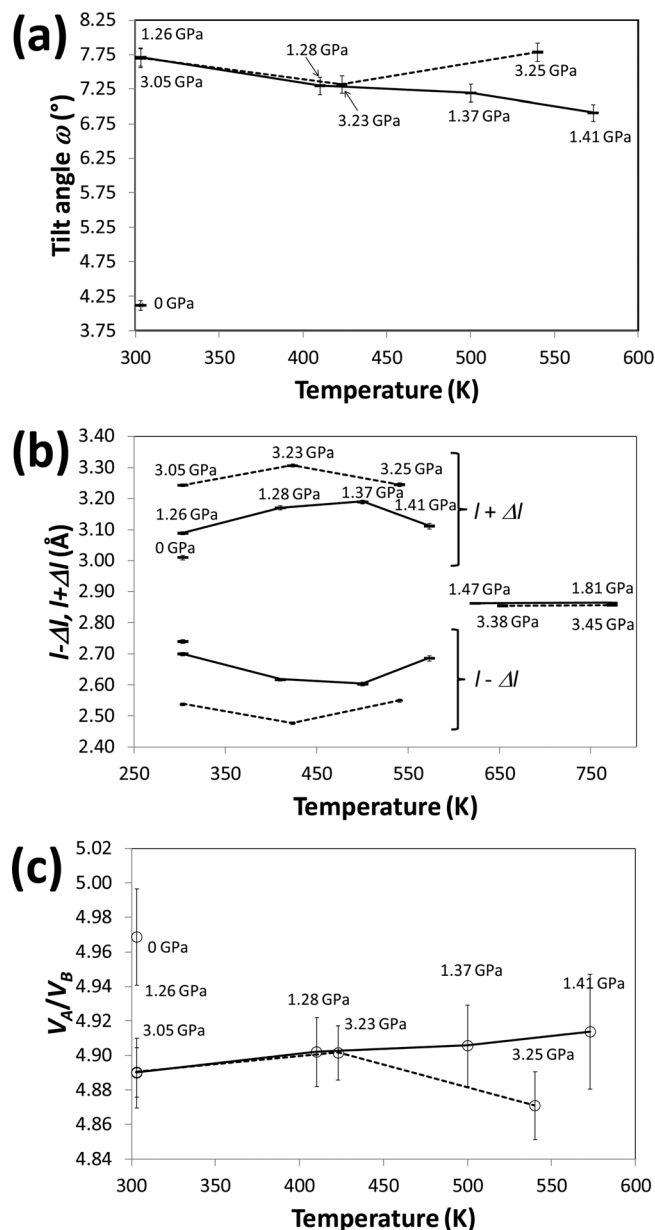 (a)
Tilt angle ω (°)
8.25
7.75
7.25
6.75
6.25
5.75
5.25
4.75
4.25
3.75
1.26 GPa
3.05 GPa
1.28 GPa
3.23 GPa
3.25 GPa
1.37 GPa
1.41 GPa
0 GPa
300 350 400 450 500 550 600
Temperature (K)
(b)
l-Δl, l+Δl (Å)
3.40
3.30
3.20
3.10
3.00
2.90
2.80
2.70
2.60
2.50
2.40
3.05 GPa
3.23 GPa
3.25 GPa
1.26 GPa
1.28 GPa
1.37 GPa
1.41 GPa
0 GPa
l + Δl
1.47 GPa
1.81 GPa
3.38 GPa
3.45 GPa
l - Δl
250 350 450 550 650 750
Temperature (K)
(c)
V_A/V_B
5.02
5.00
4.98
4.96
4.94
4.92
4.90
4.88
4.86
4.84
0 GPa
1.26 GPa
3.05 GPa
1.28 GPa
3.23 GPa
1.37 GPa
1.41 GPa
3.25 GPa
300 350 400 450 500 550 600
Temperature (K)